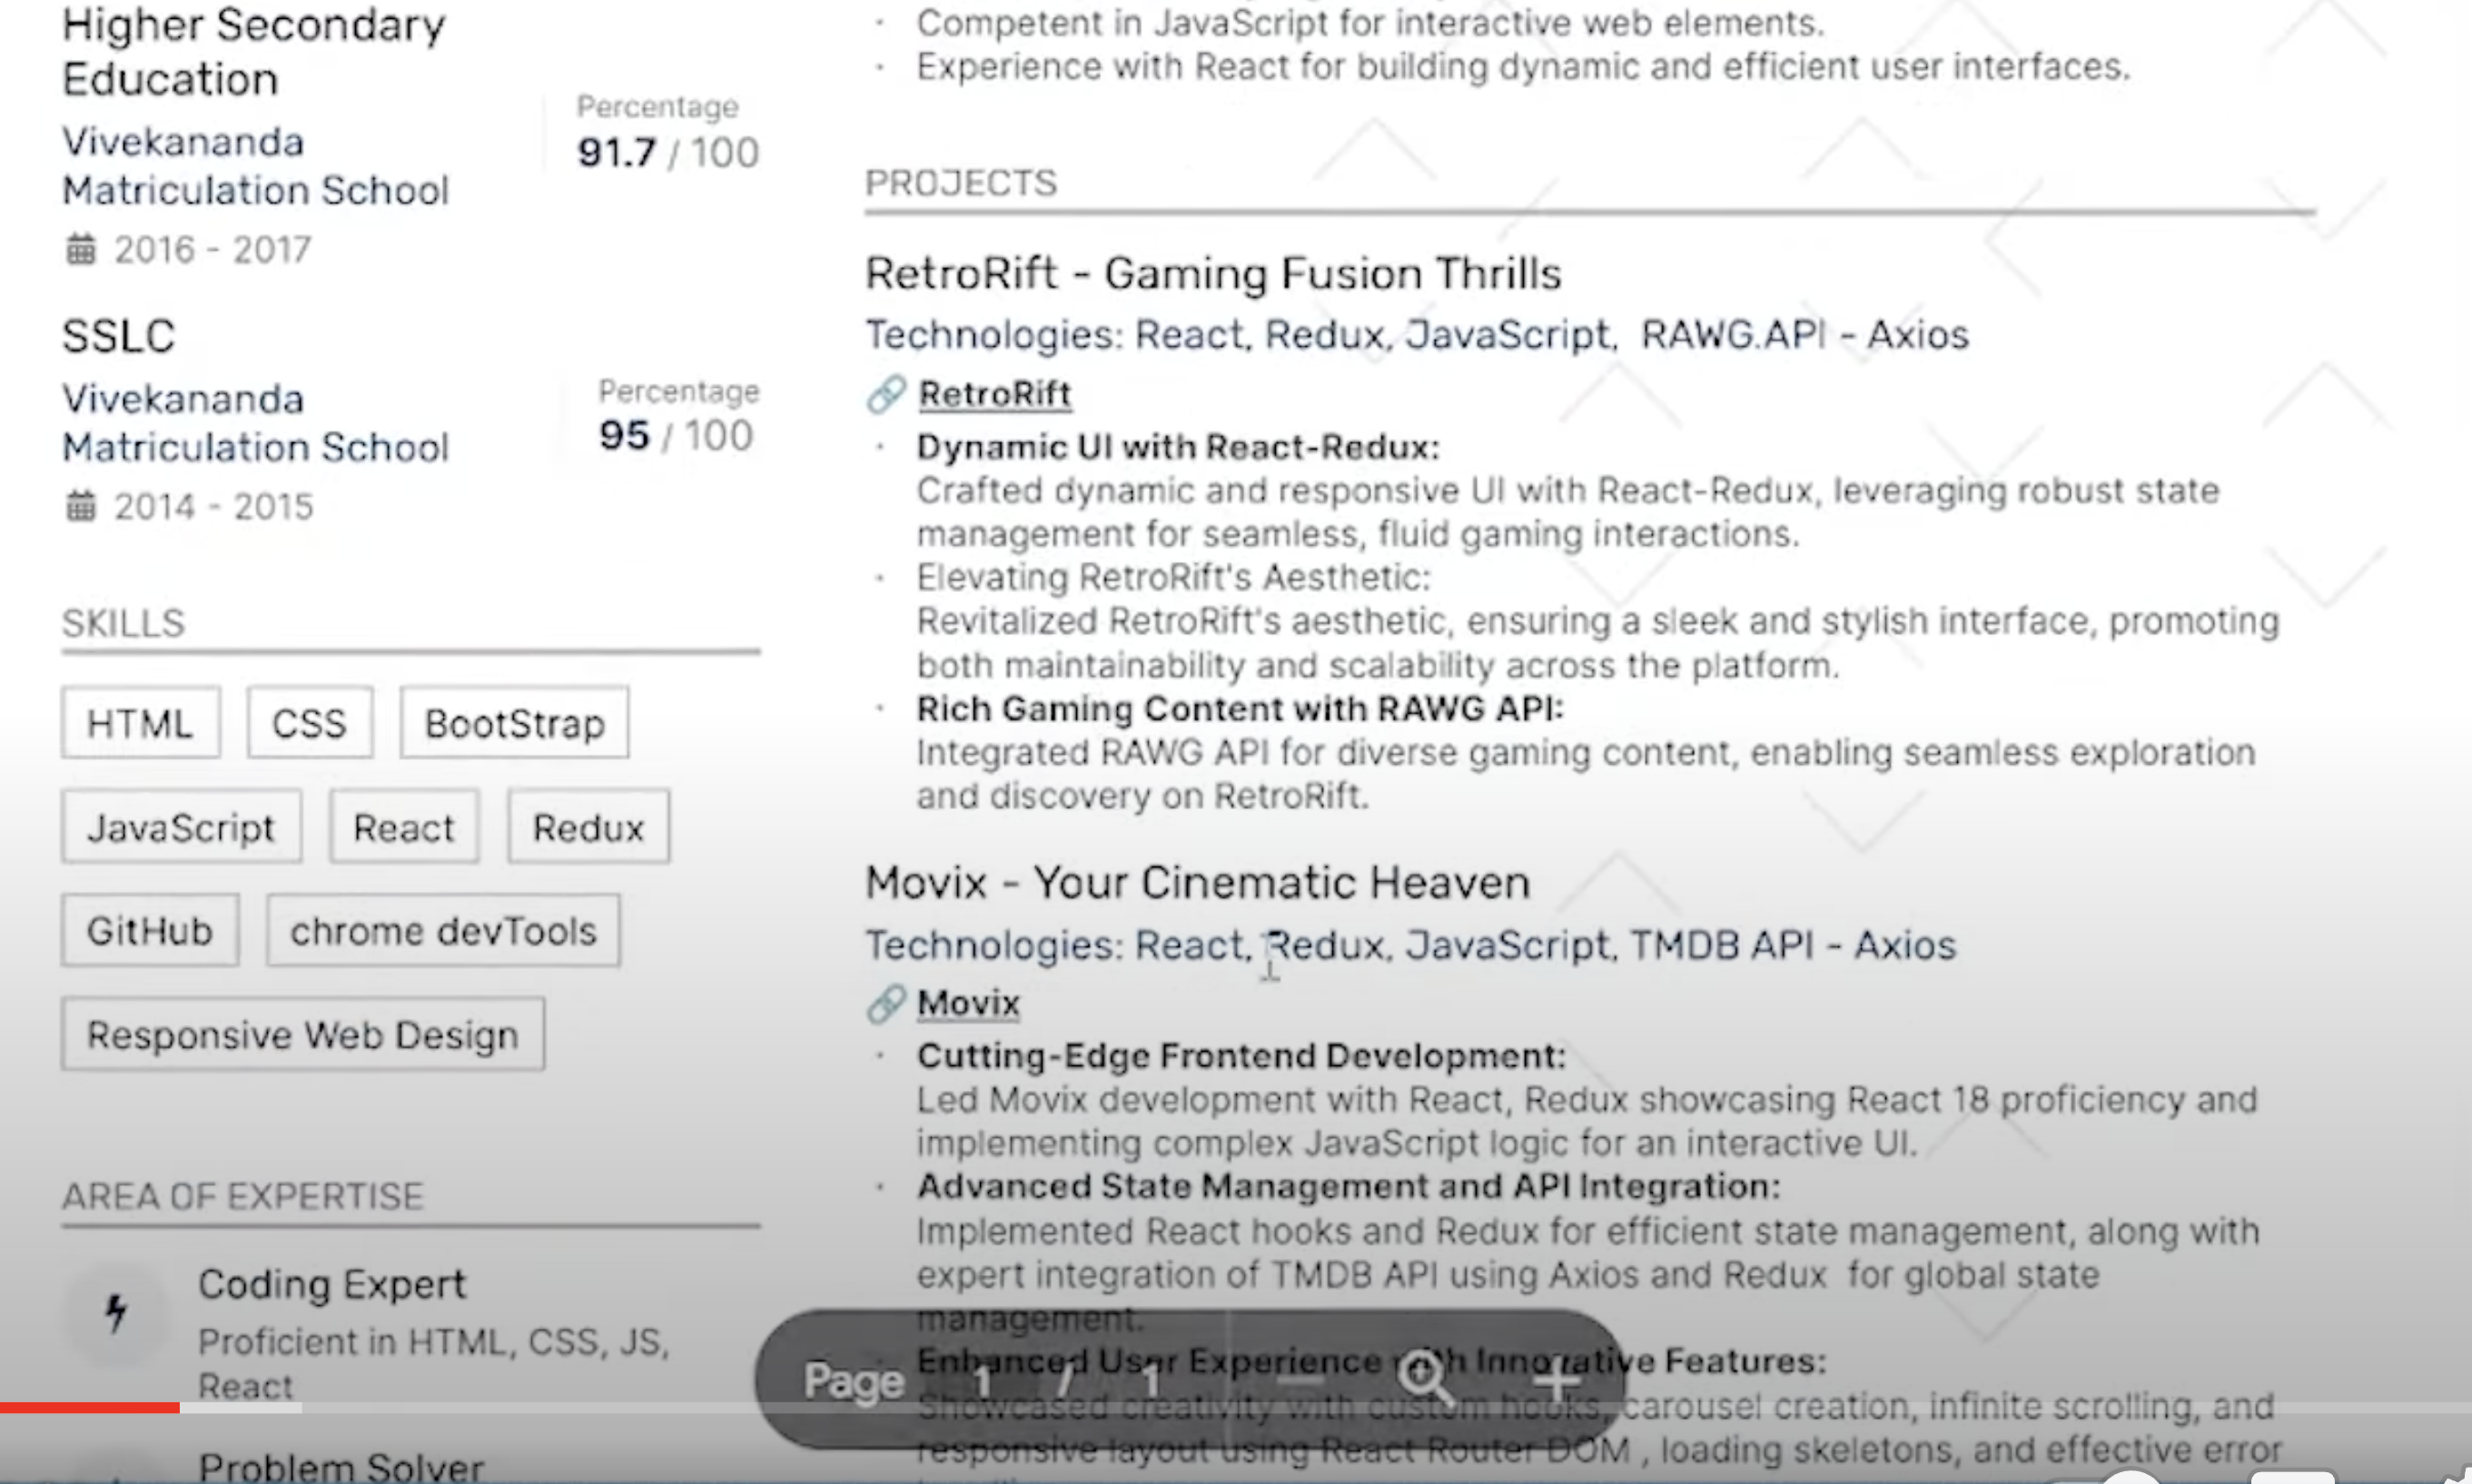 Higher Secondary
Education
Vivekananda
Matriculation School
2016 - 2017
Percentage
91.7 / 100
SSLC
Vivekananda
Matriculation School
2014 - 2015
Percentage
95 / 100
SKILLS
HTML
CSS
BootStrap
JavaScript
React
Redux
GitHub
chrome devTools
Responsive Web Design
AREA OF EXPERTISE
Coding Expert
Proficient in HTML, CSS, JS,
React
Problem Solver
· Competent in JavaScript for interactive web elements.
· Experience with React for building dynamic and efficient user interfaces.
PROJECTS
RetroRift - Gaming Fusion Thrills
Technologies: React, Redux, JavaScript, RAWG.API - Axios
RetroRift
· Dynamic UI with React-Redux:
Crafted dynamic and responsive UI with React-Redux, leveraging robust state
management for seamless, fluid gaming interactions.
· Elevating RetroRift's Aesthetic:
Revitalized RetroRift's aesthetic, ensuring a sleek and stylish interface, promoting
both maintainability and scalability across the platform.
· Rich Gaming Content with RAWG API:
Integrated RAWG API for diverse gaming content, enabling seamless exploration
and discovery on RetroRift.
Movix - Your Cinematic Heaven
Technologies: React, Redux, JavaScript, TMDB API - Axios
Movix
· Cutting-Edge Frontend Development:
Led Movix development with React, Redux showcasing React 18 proficiency and
implementing complex JavaScript logic for an interactive UI.
· Advanced State Management and API Integration:
Implemented React hooks and Redux for efficient state management, along with
expert integration of TMDB API using Axios and Redux for global state
management.
Enhanced User Experience with Innovative Features:
Showcased creativity with custom hooks, carousel creation, infinite scrolling, and
responsive layout using React Router DOM , loading skeletons, and effective error
Page 1 / 1